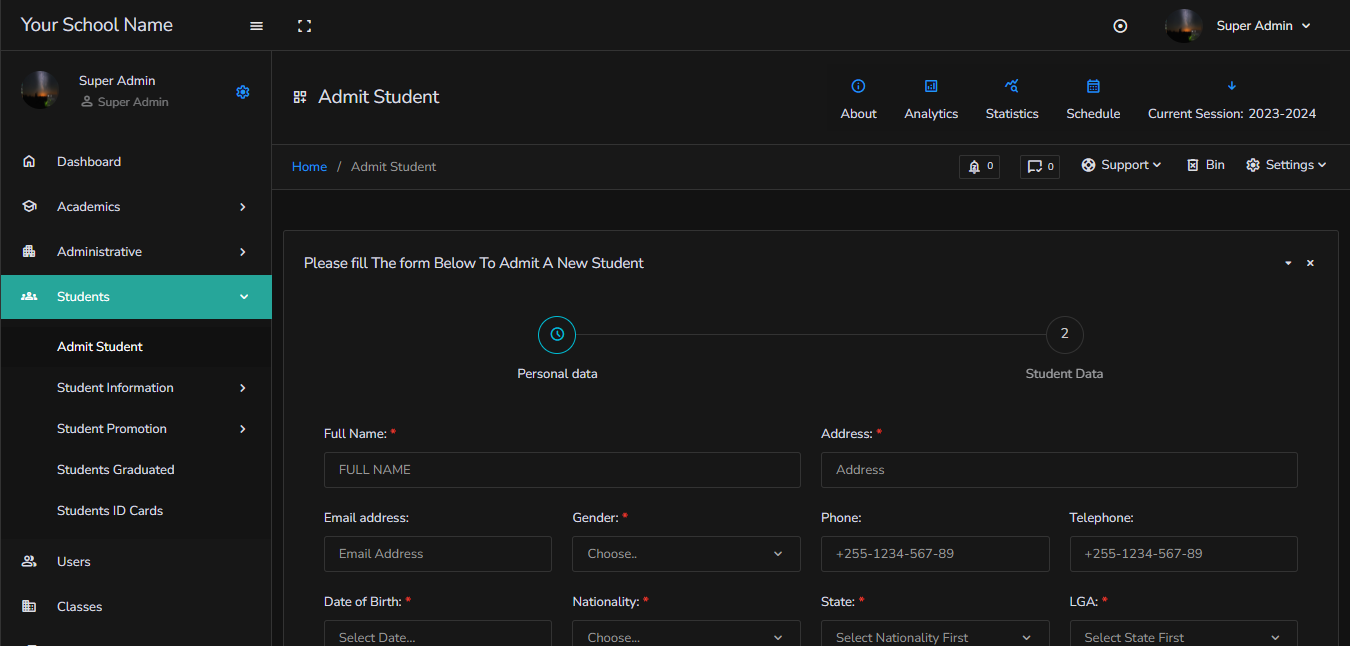 Your School Name
Super Admin
Super Admin
Super Admin
Admit Student
About
Analytics
Statistics
Schedule
Current Session: 2023-2024
Home / Admit Student
0
0
Support
Bin
Settings
Dashboard
Academics
Administrative
Students
Admit Student
Student Information
Student Promotion
Students Graduated
Students ID Cards
Users
Classes
Please fill The form Below To Admit A New Student
2
Personal data
Student Data
Full Name: *
FULL NAME
Address: *
Address
Email address:
Email Address
Gender: *
Choose..
Phone:
+255-1234-567-89
Telephone:
+255-1234-567-89
Date of Birth: *
Select Date...
Nationality: *
Choose...
State: *
Select Nationality First
LGA: *
Select State First